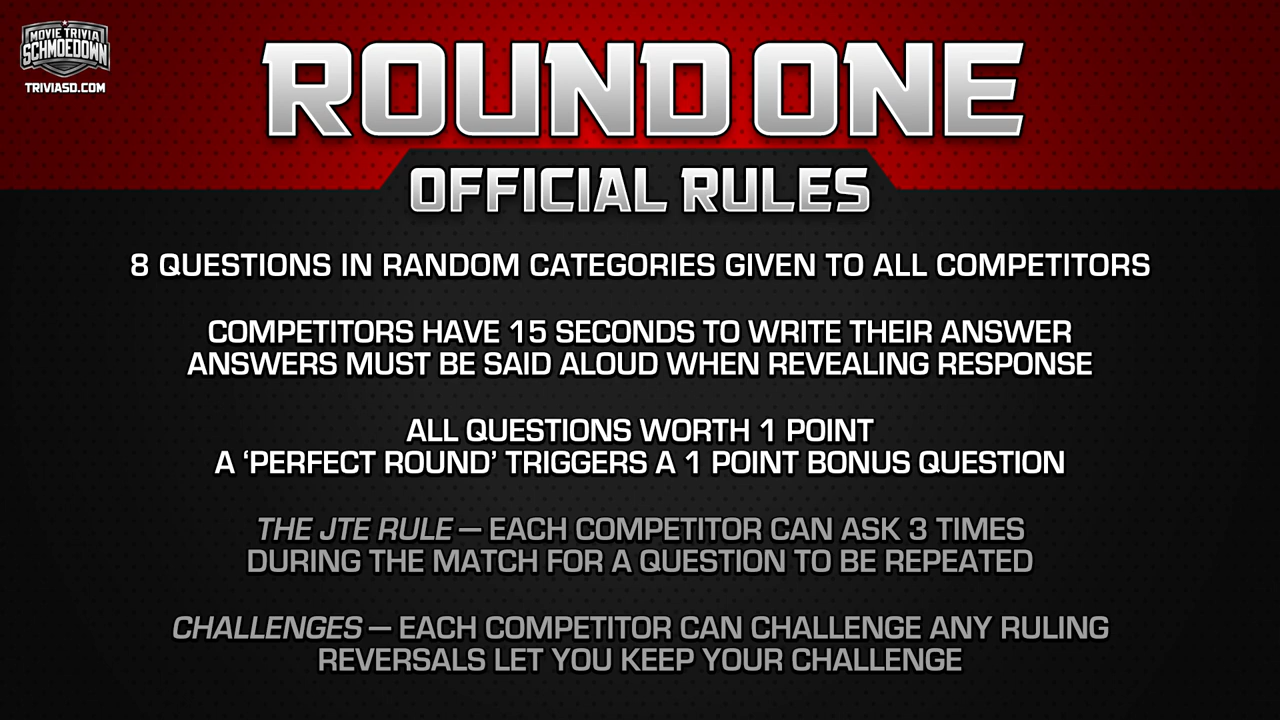 MOVIE TRIVIA
SCHMOEDOWN
TRIVIASD.COM
ROUND ONE
OFFICIAL RULES
8 QUESTIONS IN RANDOM CATEGORIES GIVEN TO ALL COMPETITORS
COMPETITORS HAVE 15 SECONDS TO WRITE THEIR ANSWER
ANSWERS MUST BE SAID ALOUD WHEN REVEALING RESPONSE
ALL QUESTIONS WORTH 1 POINT
A ‘PERFECT ROUND’ TRIGGERS A 1 POINT BONUS QUESTION
THE JTE RULE – EACH COMPETITOR CAN ASK 3 TIMES
DURING THE MATCH FOR A QUESTION TO BE REPEATED
CHALLENGES – EACH COMPETITOR CAN CHALLENGE ANY RULING
REVERSALS LET YOU KEEP YOUR CHALLENGE